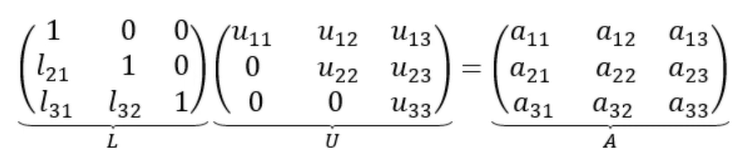 1 0 0 u₁₁ u₁₂ u₁₃ a₁₁ a₁₂ a₁₃
l₂₁ 1 0 0 u₂₂ u₂₃ = a₂₁ a₂₂ a₂₃
l₃₁ l₃₂ 1 0 0 u₃₃ a₃₁ a₃₂ a₃₃
L U A